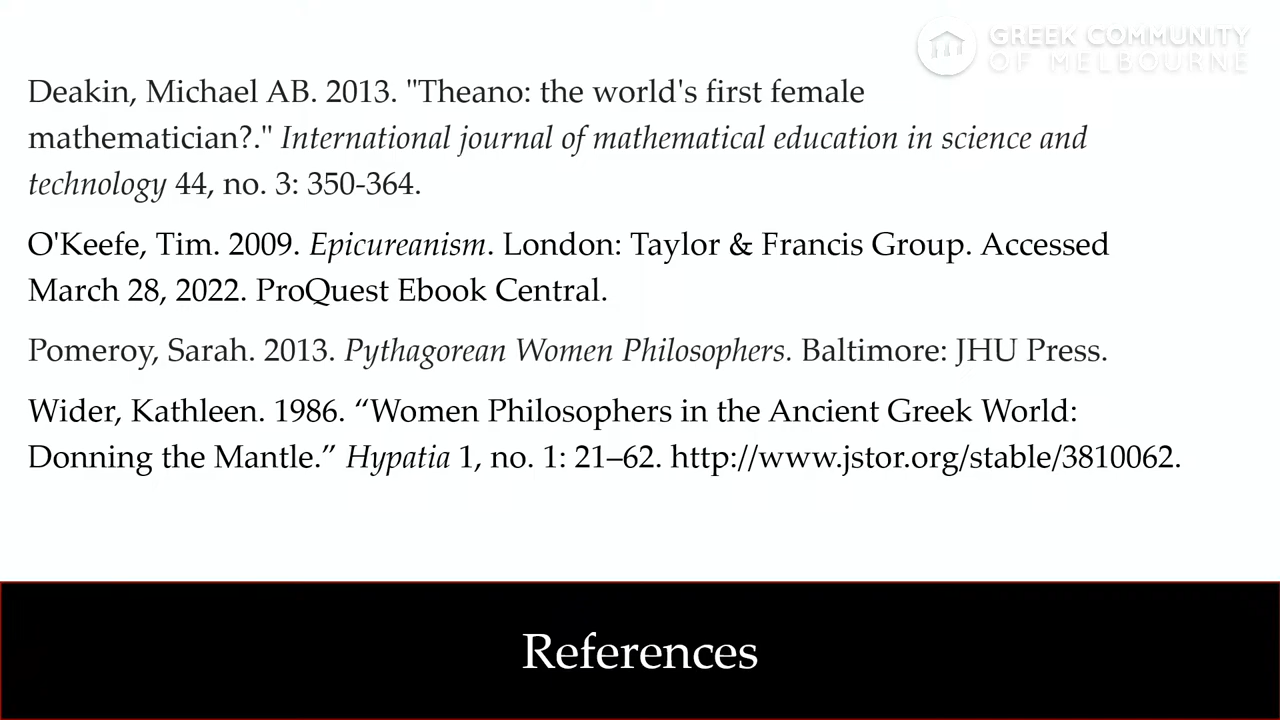 GREEK COMMUNITY
OF MELBOURNE
Deakin, Michael AB. 2013. "Theano: the world's first female
mathematician?." International journal of mathematical education in science and
technology 44, no. 3: 350-364.
O'Keefe, Tim. 2009. Epicureanism. London: Taylor & Francis Group. Accessed
March 28, 2022. ProQuest Ebook Central.
Pomeroy, Sarah. 2013. Pythagorean Women Philosophers. Baltimore: JHU Press.
Wider, Kathleen. 1986. “Women Philosophers in the Ancient Greek World:
Donning the Mantle.” Hypatia 1, no. 1: 21–62. http://www.jstor.org/stable/3810062.
References